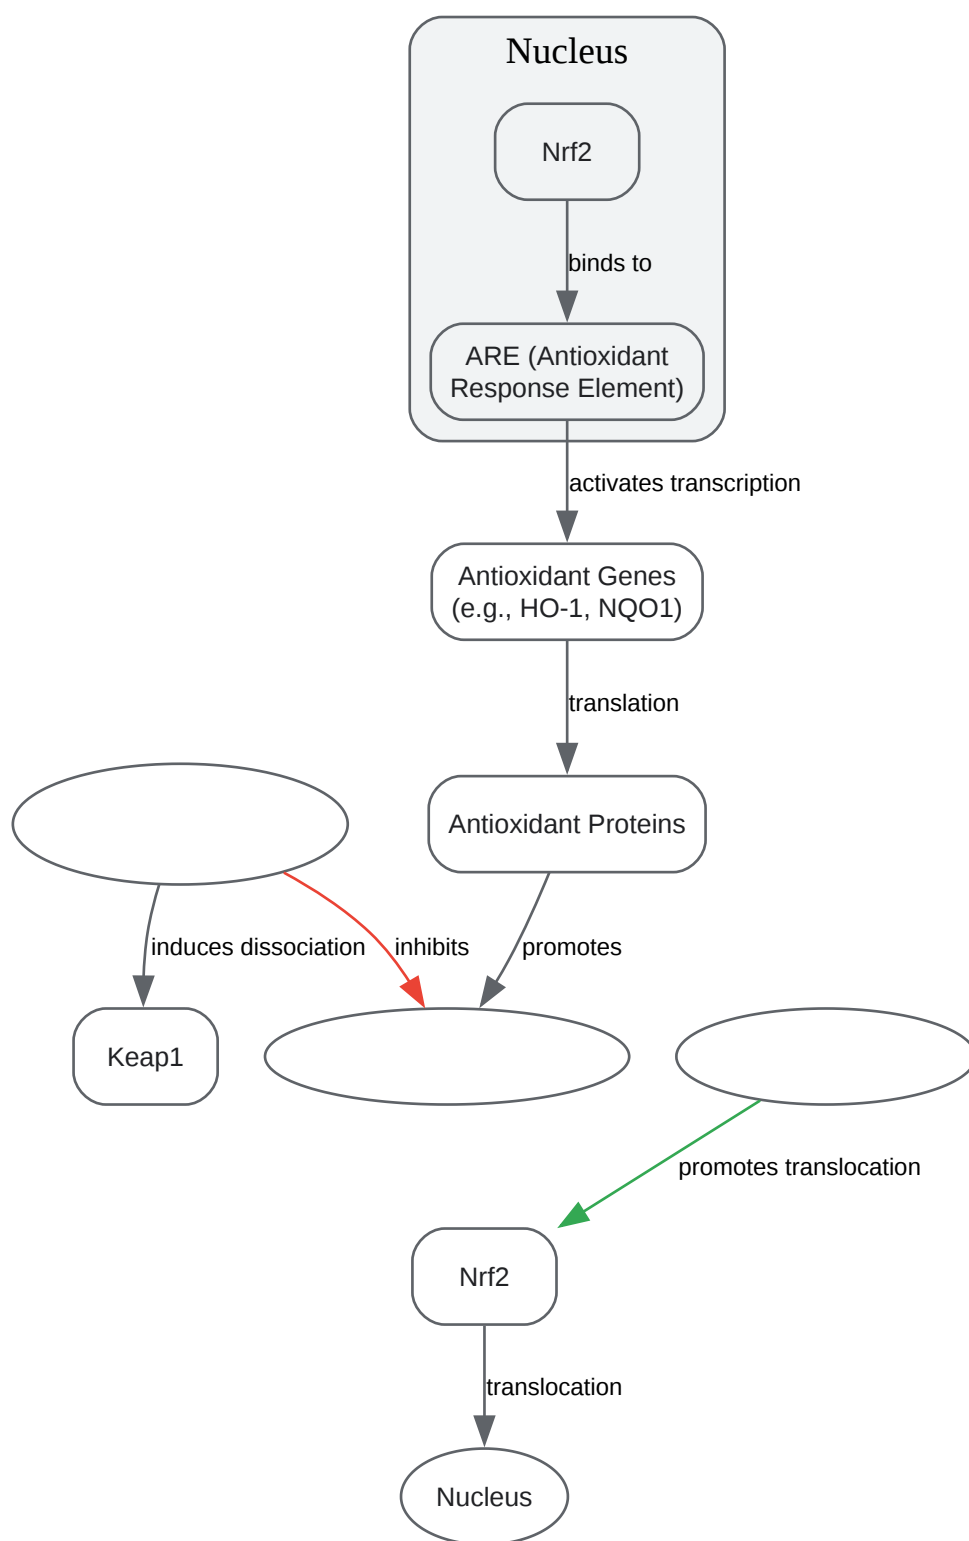 Nucleus
Nrf2
binds to
ARE (Antioxidant
Response Element)
activates transcription
Antioxidant Genes
(e.g., HO-1, NQO1)
translation
Antioxidant Proteins
induces dissociation
inhibits
promotes
Keap1
promotes translocation
Nrf2
translocation
Nucleus